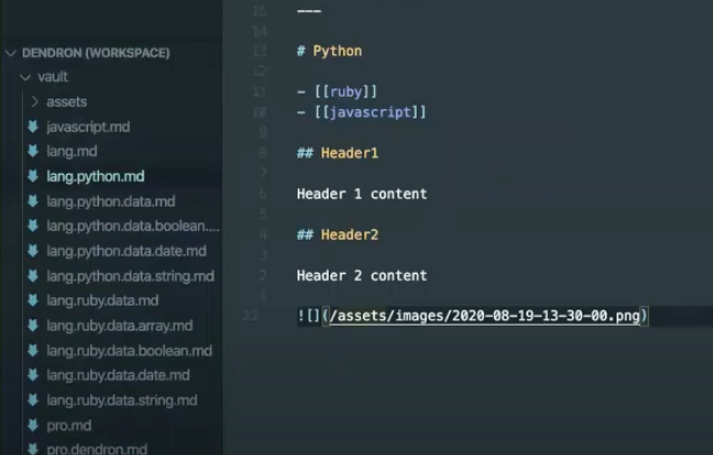 DENDRON (WORKSPACE)
vault
assets
javascript.md
lang.md
lang.python.md
lang.python.data.md
lang.python.data.boolean....
lang.python.data.date.md
lang.python.data.string.md
lang.ruby.data.md
lang.ruby.data.array.md
lang.ruby.data.boolean.md
lang.ruby.data.date.md
lang.ruby.data.string.md
pro.md
pro.dendron.md
15 ---
14
13 # Python
12
11 - [[ruby]]
10 - [[javascript]]
9
8 ## Header1
7
6 Header 1 content
5
4 ## Header2
3
2 Header 2 content
1
23 ![](/assets/images/2020-08-19-13-30-00.png)